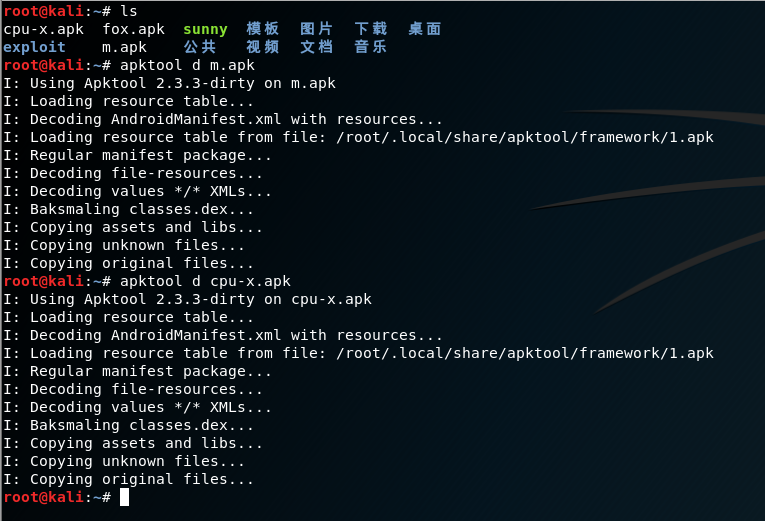 root@kali:~# ls
cpu-x.apk  fox.apk  sunny  模板  图片  下载  桌面
exploit    m.apk    公共   视频  文档  音乐
root@kali:~# apktool d m.apk
I: Using Apktool 2.3.3-dirty on m.apk
I: Loading resource table...
I: Decoding AndroidManifest.xml with resources...
I: Loading resource table from file: /root/.local/share/apktool/framework/1.apk
I: Regular manifest package...
I: Decoding file-resources...
I: Decoding values */* XMLs...
I: Baksmaling classes.dex...
I: Copying assets and libs...
I: Copying unknown files...
I: Copying original files...
root@kali:~# apktool d cpu-x.apk
I: Using Apktool 2.3.3-dirty on cpu-x.apk
I: Loading resource table...
I: Decoding AndroidManifest.xml with resources...
I: Loading resource table from file: /root/.local/share/apktool/framework/1.apk
I: Regular manifest package...
I: Decoding file-resources...
I: Decoding values */* XMLs...
I: Baksmaling classes.dex...
I: Copying assets and libs...
I: Copying unknown files...
I: Copying original files...
root@kali:~#